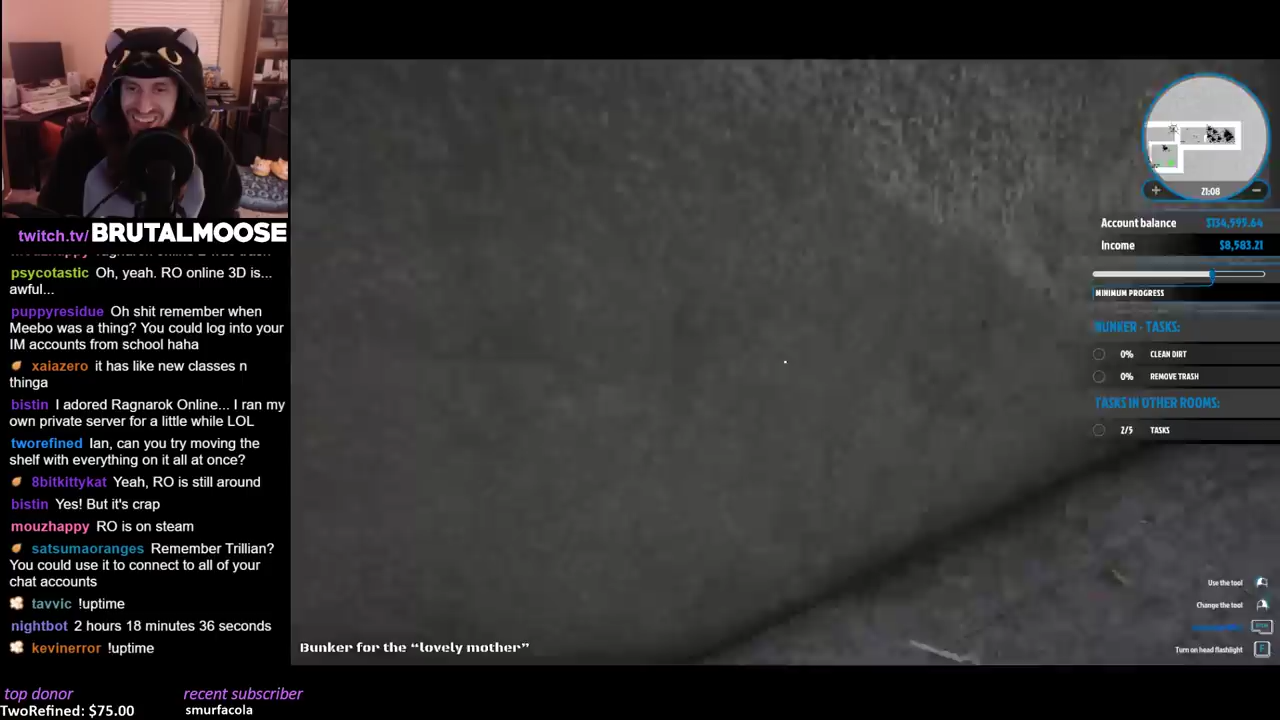 twitch.tv/BRUTALMOOSE
psycotastic Oh, yeah. RO online 3D is...
awful...
puppyresidue Oh shit remember when
Meebo was a thing? You could log into your
IM accounts from school haha
xaiazero it has like new classes n
thinga
bistin I adored Ragnarok Online... I ran my
own private server for a little while LOL
tworefined Ian, can you try moving the
shelf with everything on it all at once?
8bitkittykat Yeah, RO is still around
bistin Yes! But it's crap
mouzhappy RO is on steam
satsumaoranges Remember Trillian?
You could use it to connect to all of your
chat accounts
tavvic !uptime
nightbot 2 hours 18 minutes 36 seconds
kevinerror !uptime
top donor
TwoRefined: $75.00
recent subscriber
smurfacola
Bunker for the “lovely mother”
21:08
Account balance $134,595.64
Income $8,583.21
MINIMUM PROGRESS
BUNKER - TASKS:
0% CLEAN DIRT
0% REMOVE TRASH
TASKS IN OTHER ROOMS:
2/5 TASKS
Use the tool
Change the tool
Turn on head flashlight F